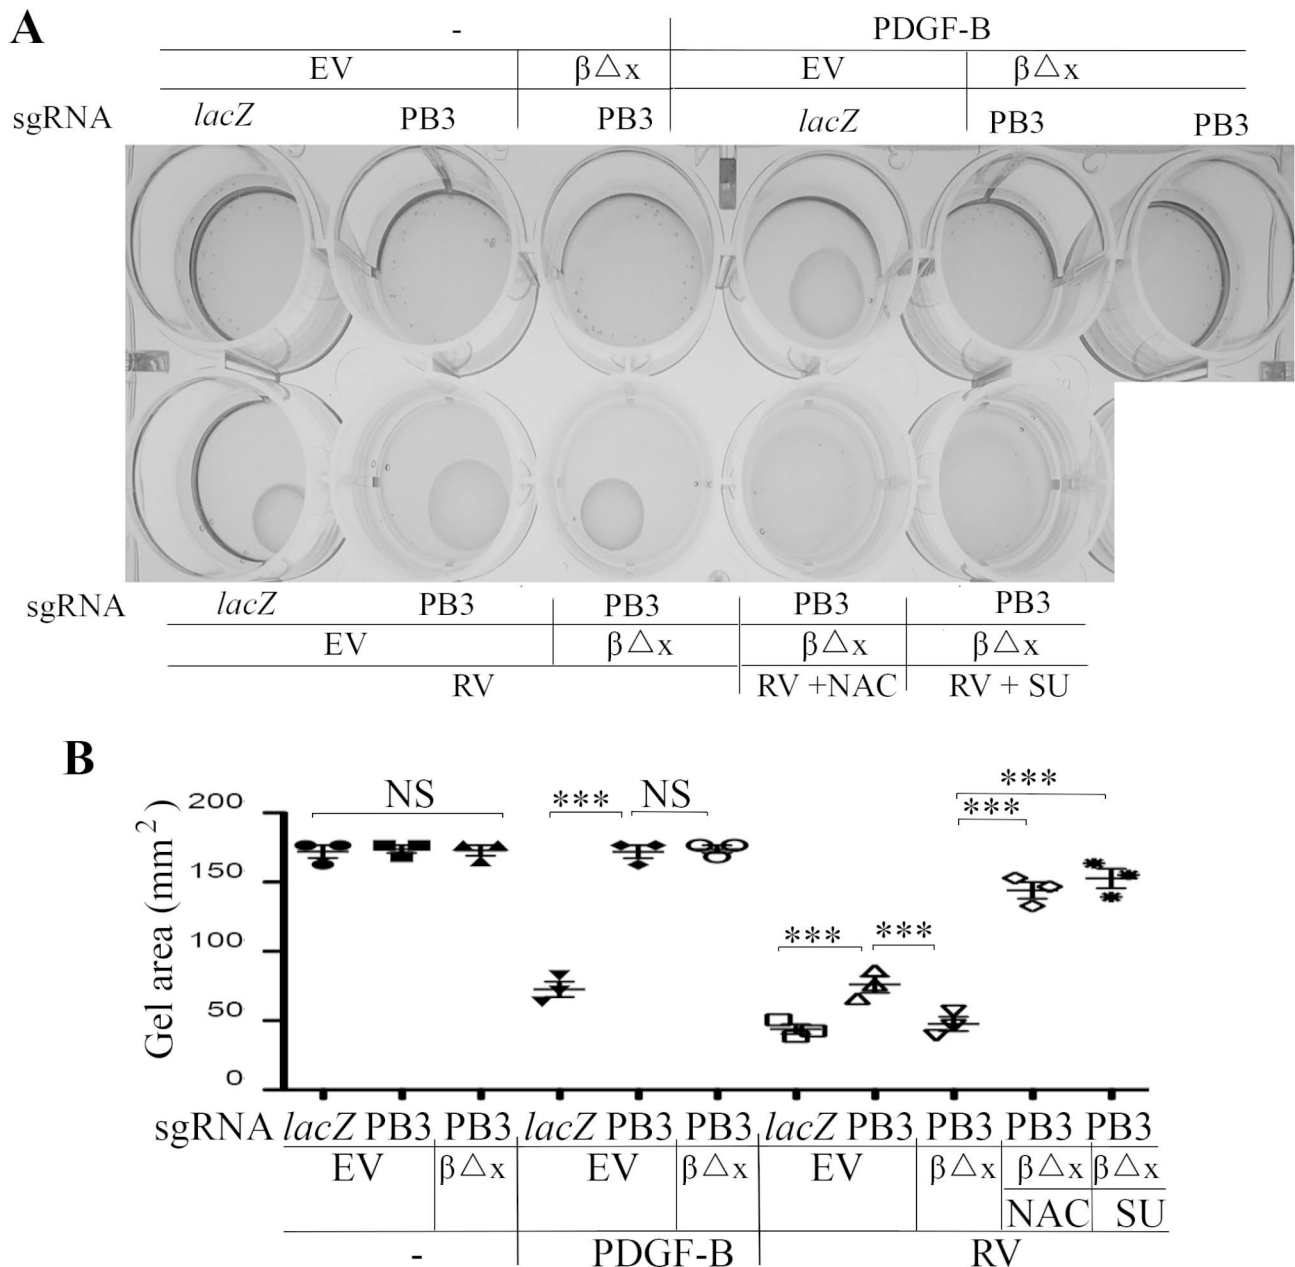 A
- PDGF-B
EV β△x EV β△x
sgRNA lacZ PB3 PB3 lacZ PB3 PB3
sgRNA lacZ PB3 PB3 PB3 PB3
EV β△x β△x β△x
RV RV +NAC RV + SU
B
Gel area (mm²)
200
150
100
50
0
NS *** NS *** *** *** ***
sgRNA lacZ PB3 PB3 lacZ PB3 PB3 lacZ PB3 PB3 PB3 PB3
EV β△x EV β△x EV β△x β△x β△x
NAC SU
- PDGF-B RV